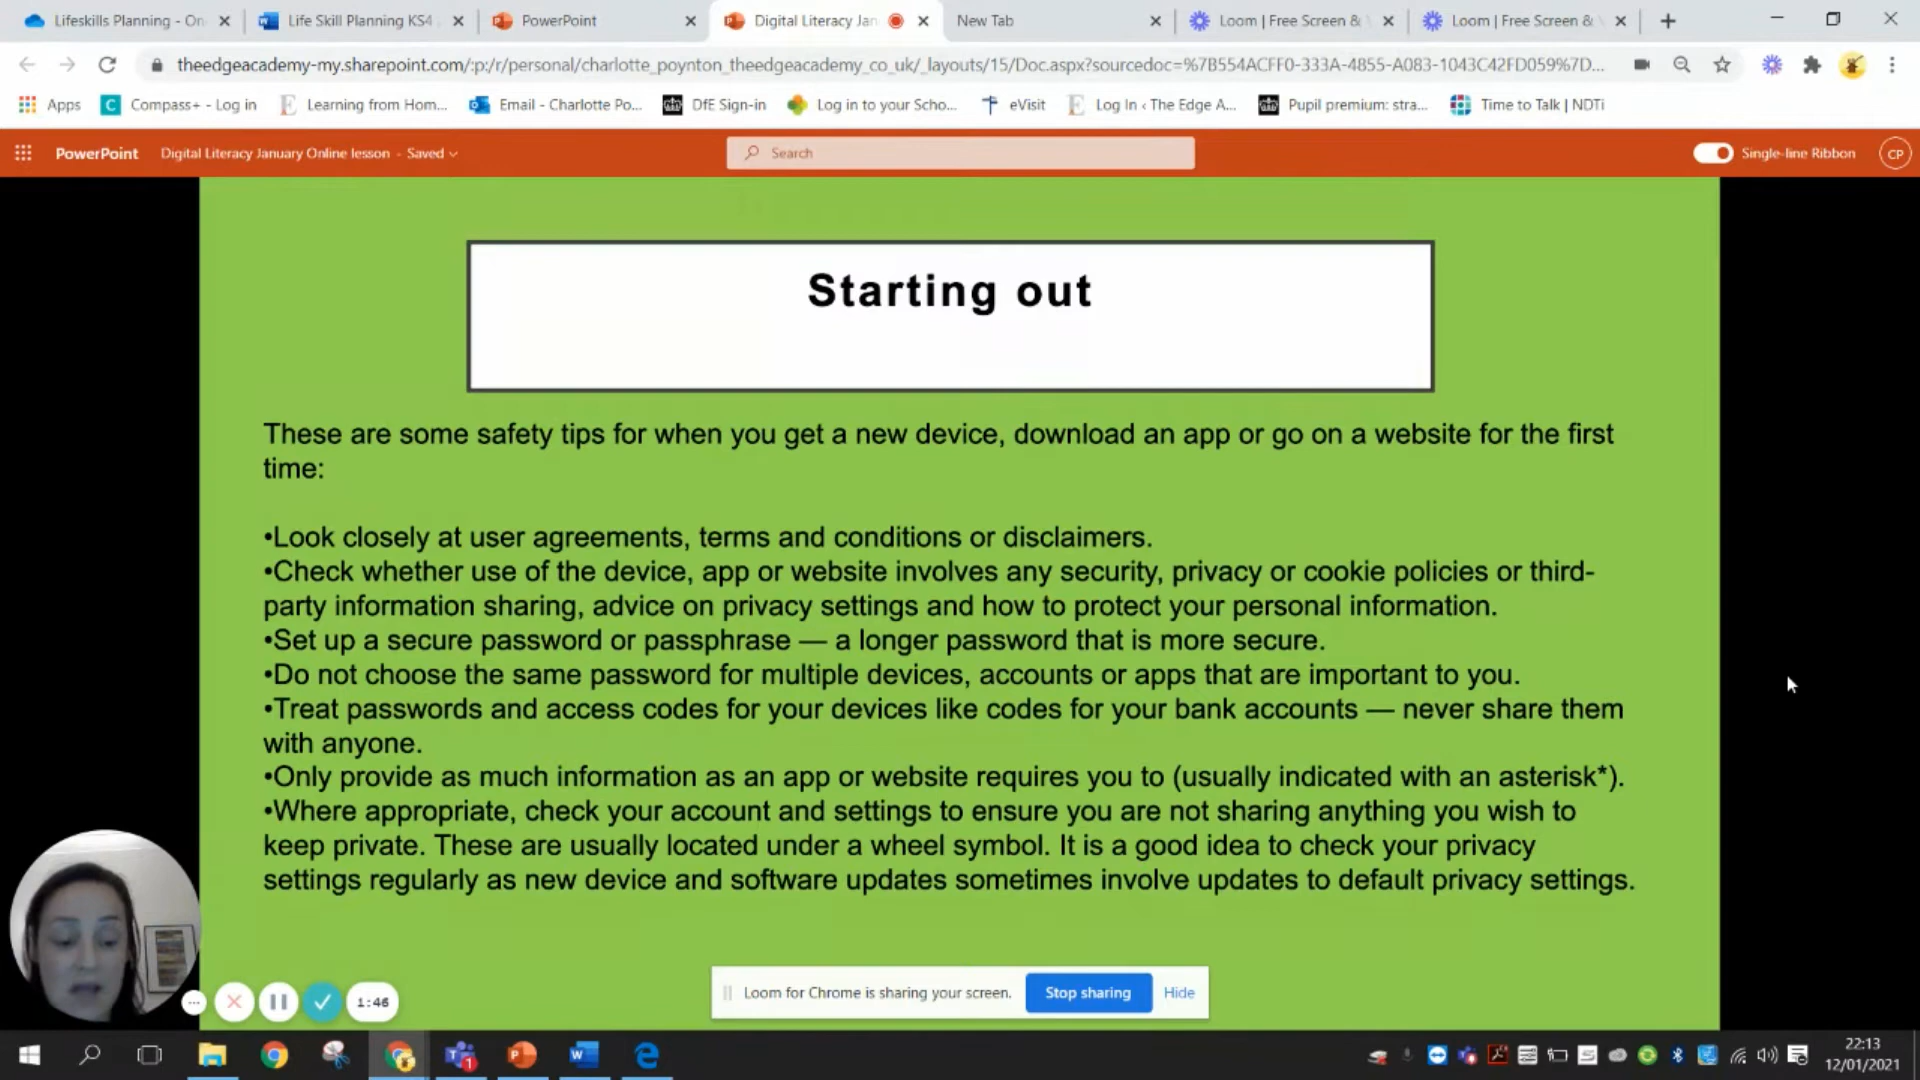 Lifeskills Planning - On
Life Skill Planning KS4
PowerPoint
Digital Literacy Jan
New Tab
Loom | Free Screen &
Loom | Free Screen &
theedgeacademy-my.sharepoint.com/:p:/r/personal/charlotte_poynton_theedgeacademy_co_uk/_layouts/15/Doc.aspx?sourcedoc=%7B554ACFF0-333A-4855-A083-1043C42FD059%7D...
Apps
Compass+ - Log in
Learning from Hom...
Email - Charlotte Po...
DfE Sign-in
Log in to your Scho...
eVisit
Log In ‹ The Edge A...
Pupil premium: stra...
Time to Talk | NDTi
PowerPoint
Digital Literacy January Online lesson - Saved
Search
Single-line Ribbon
CP
Starting out
These are some safety tips for when you get a new device, download an app or go on a website for the first
time:
•Look closely at user agreements, terms and conditions or disclaimers.
•Check whether use of the device, app or website involves any security, privacy or cookie policies or third-
party information sharing, advice on privacy settings and how to protect your personal information.
•Set up a secure password or passphrase — a longer password that is more secure.
•Do not choose the same password for multiple devices, accounts or apps that are important to you.
•Treat passwords and access codes for your devices like codes for your bank accounts — never share them
with anyone.
•Only provide as much information as an app or website requires you to (usually indicated with an asterisk*).
•Where appropriate, check your account and settings to ensure you are not sharing anything you wish to
keep private. These are usually located under a wheel symbol. It is a good idea to check your privacy
settings regularly as new device and software updates sometimes involve updates to default privacy settings.
1:46
Loom for Chrome is sharing your screen.
Stop sharing
Hide
22:13
12/01/2021